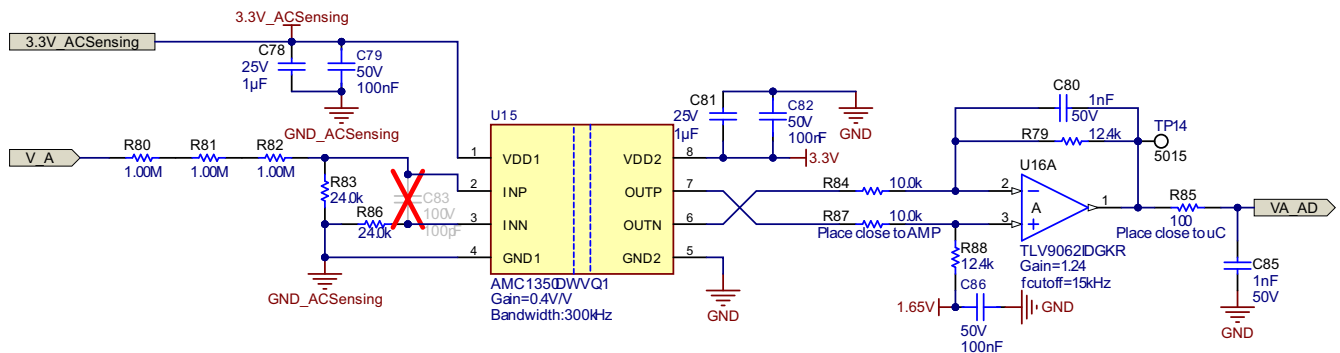 3.3V_ACSensing
3.3V_ACSensing
C78
25V
1µF
C79
50V
100nF
GND_ACSensing
V_A
R80
1.00M
R81
1.00M
R82
1.00M
R83
24.0k
R86
24.0k
C83
100V
100pF
GND_ACSensing
U15
1
VDD1
2
INP
3
INN
4
GND1
VDD2
8
OUTP
7
OUTN
6
GND2
5
AMC1350DWVQ1
Gain=0.4V/V
Bandwidth:300kHz
C81
25V
1µF
C82
50V
100nF
GND
3.3V
GND
R84
10.0k
R87
10.0k
Place close to AMP
R88
12.4k
1.65V
C86
50V
100nF
GND
C80
1nF
50V
R79
12.4k
U16A
2
3
A
1
TLV9062IDGKR
Gain=1.24
fcutoff=15kHz
TP14
5015
R85
100
Place close to uC
VA_AD
C85
1nF
50V
GND